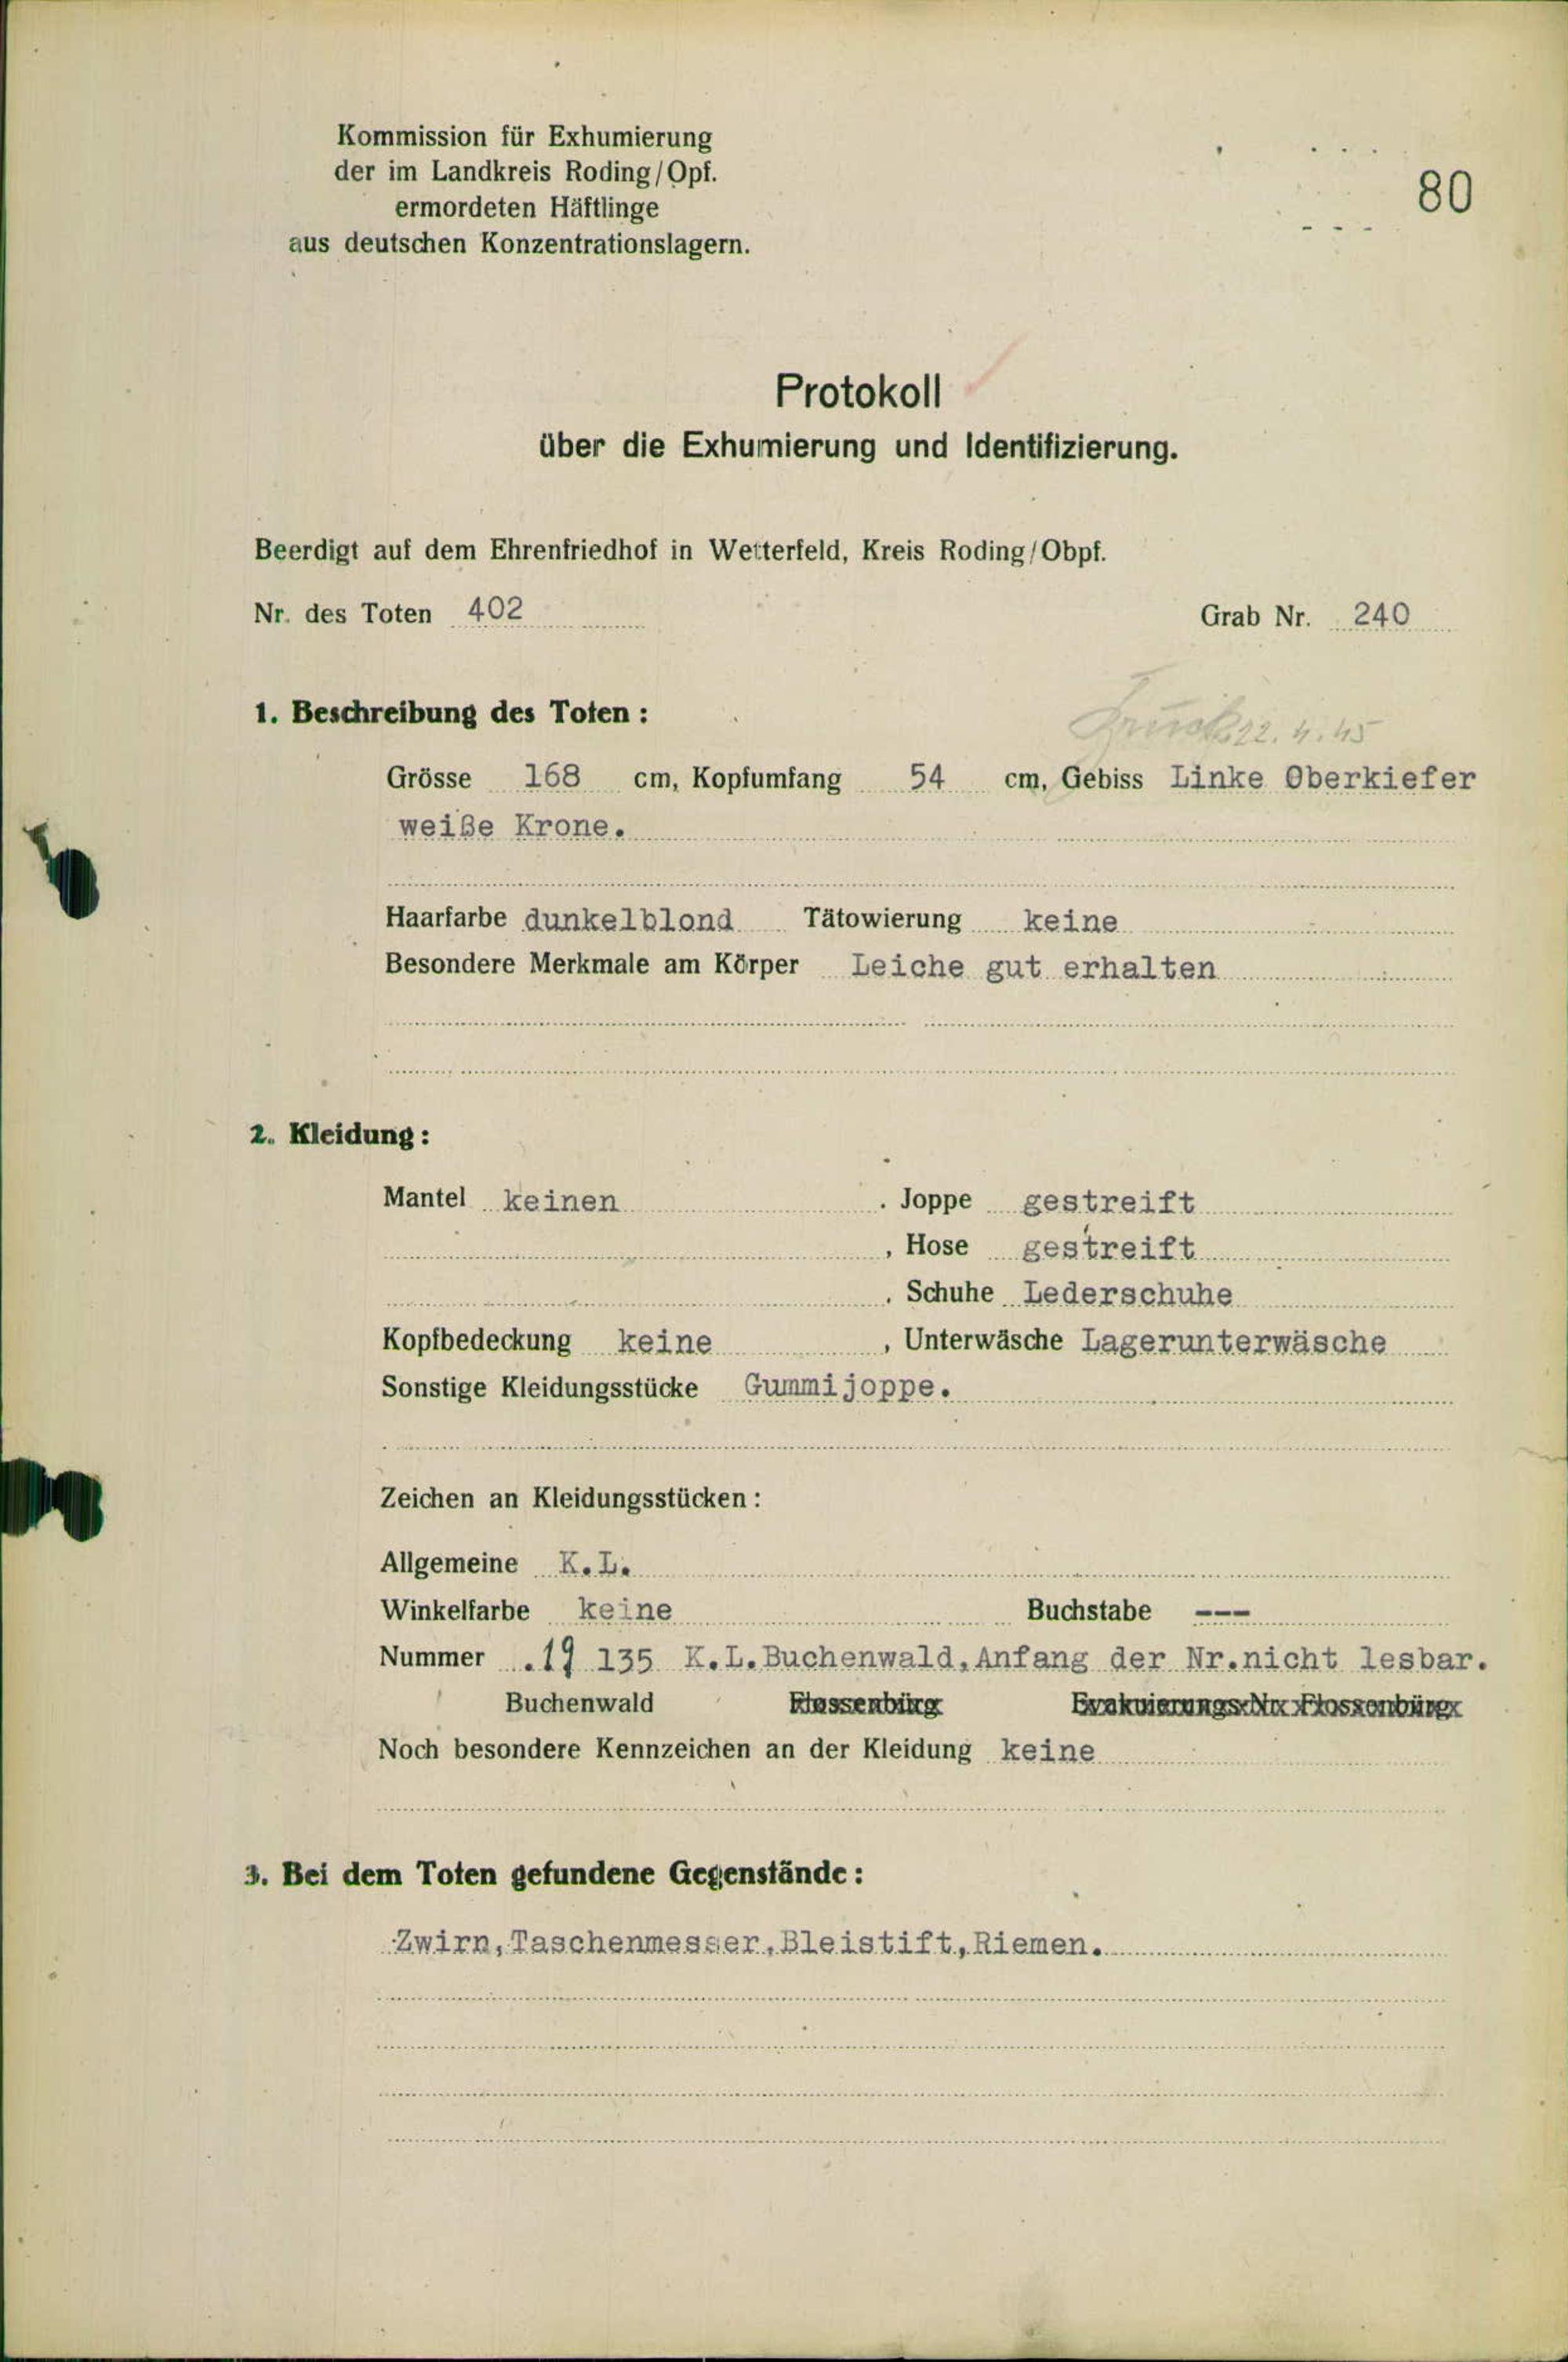 Kommission für Exhumierung
der im Landkreis Roding/Opf.
ermordeten Häftlinge
aus deutschen Konzentrationslagern.
80
Protokoll
über die Exhumierung und Identifizierung.
Beerdigt auf dem Ehrenfriedhof in Wetterfeld, Kreis Roding/Obpf.
Nr. des Toten 402 Grab Nr. 240
1. Beschreibung des Toten :
22. 4. 45
Grösse 168 cm, Kopfumfang 54 cm, Gebiss Linke Oberkiefer
weiße Krone.
Haarfarbe dunkelblond Tätowierung keine
Besondere Merkmale am Körper Leiche gut erhalten
2. Kleidung :
Mantel keinen . Joppe gestreift
, Hose gestreift
. Schuhe Lederschuhe
Kopfbedeckung keine , Unterwäsche Lagerunterwäsche
Sonstige Kleidungsstücke Gummijoppe.
Zeichen an Kleidungsstücken :
Allgemeine K.L.
Winkelfarbe keine Buchstabe ---
Nummer .19 135 K.L.Buchenwald,Anfang der Nr.nicht lesbar.
Buchenwald Flossenbürg Evakuierungs Nr. Flossenbürg
Noch besondere Kennzeichen an der Kleidung keine
3. Bei dem Toten gefundene Gegenstände :
Zwirn,Taschenmesser,Bleistift,Riemen.